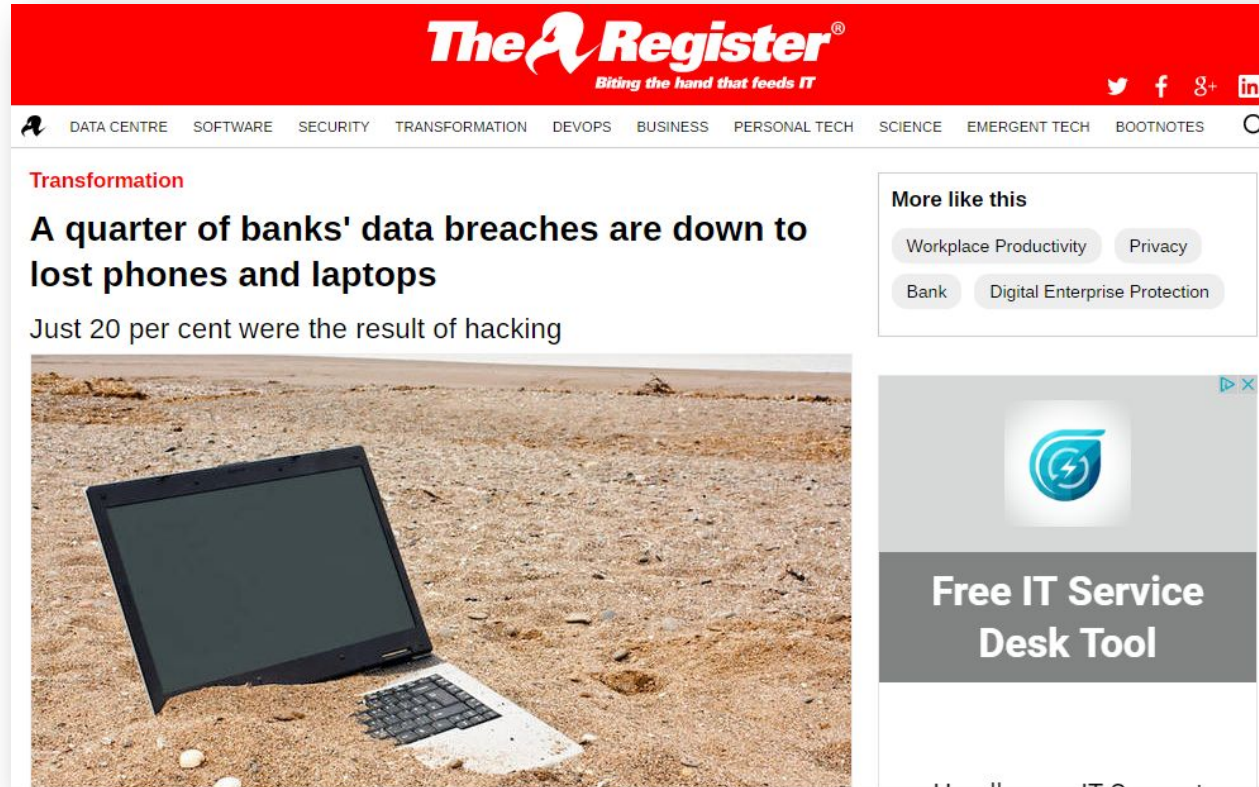 The Register®
Biting the hand that feeds IT
DATA CENTRE SOFTWARE SECURITY TRANSFORMATION DEVOPS BUSINESS PERSONAL TECH SCIENCE EMERGENT TECH BOOTNOTES
Transformation
A quarter of banks' data breaches are down to
lost phones and laptops
Just 20 per cent were the result of hacking
More like this
Workplace Productivity Privacy
Bank Digital Enterprise Protection
Free IT Service
Desk Tool